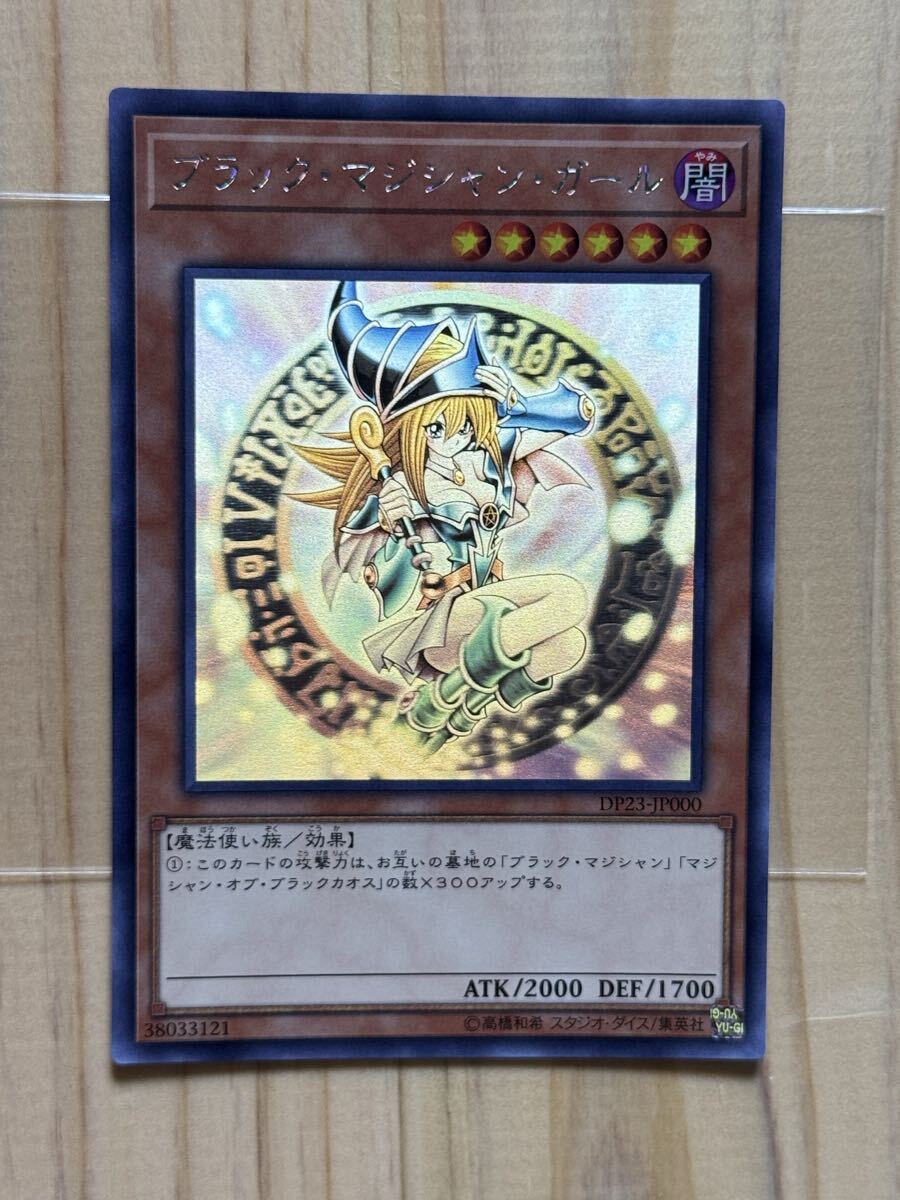 ブラック・マジシャン・ガール
闇
やみ
DP23-JP000
【魔法使い族／効果】
①：このカードの攻撃力は、お互いの墓地の「ブラック・マジシャン」「マジ
シャン・オブ・ブラックカオス」の数×３００アップする。
ATK/2000 DEF/1700
38033121
©高橋和希 スタジオ・ダイス/集英社
YU-GI